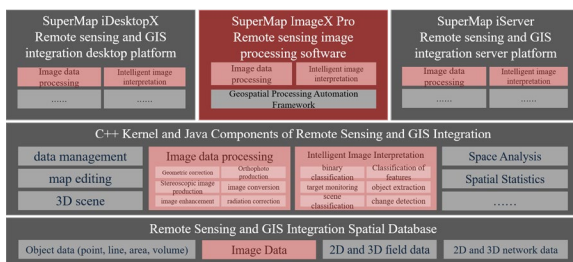 SuperMap iDesktopX
Remote sensing and GIS
integration desktop platform
Image data
processing
Intelligent image
interpretation
......
......
SuperMap ImageX Pro
Remote sensing image
processing software
Image data
processing
Intelligent image
interpretation
Geospatial Processing Automation
Framework
SuperMap iServer
Remote sensing and GIS
integration server platform
Image data
processing
Intelligent image
interpretation
......
......
C++ Kernel and Java Components of Remote Sensing and GIS Integration
data management
map editing
3D scene
Image data processing
Geometric correction
Orthophoto
production
Stereoscopic image
production
image conversion
image enhancement
radiation correction
Intelligent Image Interpretation
binary
classification
Classification of
features
target monitoring
object extraction
scene
classification
change detection
Space Analysis
Spatial Statistics
......
Remote Sensing and GIS Integration Spatial Database
Object data (point, line, area, volume)
Image Data
2D and 3D field data
2D and 3D network data